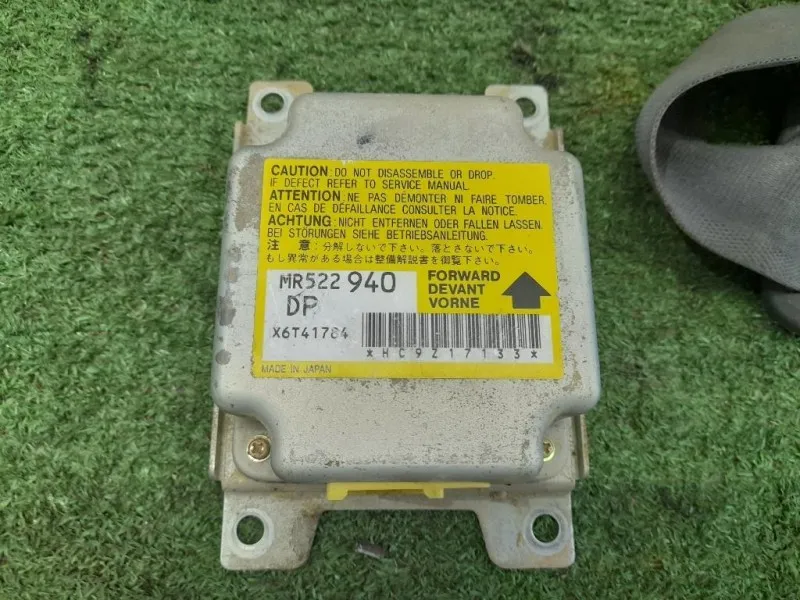 CAUTION: DO NOT DISASSEMBLE OR DROP.
IF DEFECT REFER TO SERVICE MANUAL.
ATTENTION: NE PAS DÉMONTER NI FAIRE TOMBER.
EN CAS DE DÉFAILLANCE CONSULTER LA NOTICE.
ACHTUNG: NICHT ENTFERNEN ODER FALLEN LASSEN.
BEI STÖRUNGEN SIEHE BETRIEBSANLEITUNG.
注 意:分解しないで下さい。落とさないで下さい。
もし異常がある場合は整備解説書を御覧下さい。
MR522 940
DP
X6T41784
FORWARD
DEVANT
VORNE
*HC9Z17133*
MADE IN JAPAN